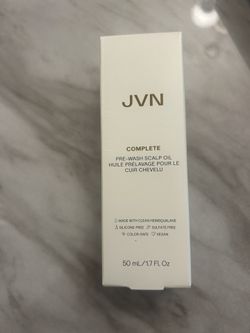 JVN
COMPLETE
PRE-WASH SCALP OIL
HUILE PRÉLAVAGE POUR LE
CUIR CHEVELU
MADE WITH CLEAN HEMISQUALANE
SILICONE FREE SULFATE FREE
COLOR-SAFE VEGAN
50 mL/1.7 Fl Oz